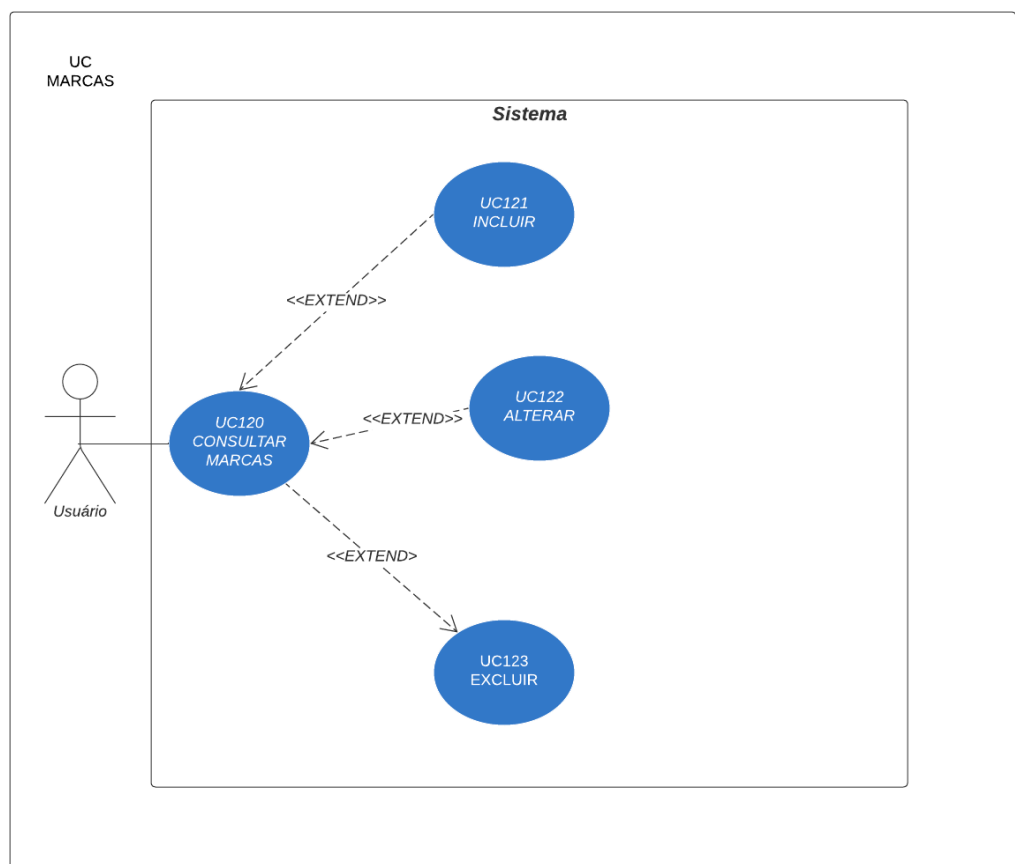 UC
MARCAS
Sistema
UC121
INCLUIR
<<EXTEND>>
UC122
ALTERAR
<<EXTEND>>
UC120
CONSULTAR
MARCAS
Usuário
<<EXTEND>
UC123
EXCLUIR